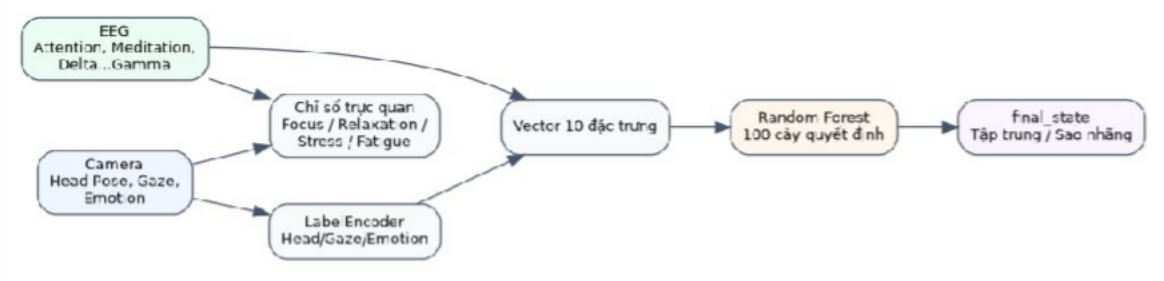 EEG
Attention, Meditation,
Delta...Gamma
Chỉ số trực quan
Focus / Relaxation /
Stress / Fatigue
Camera
Head Pose, Gaze,
Emotion
LabelEncoder
Head/Gaze/Emotion
Vector 10 đặc trưng
Random Forest
100 cây quyết định
final_state
Tập trung / Sao nhãng